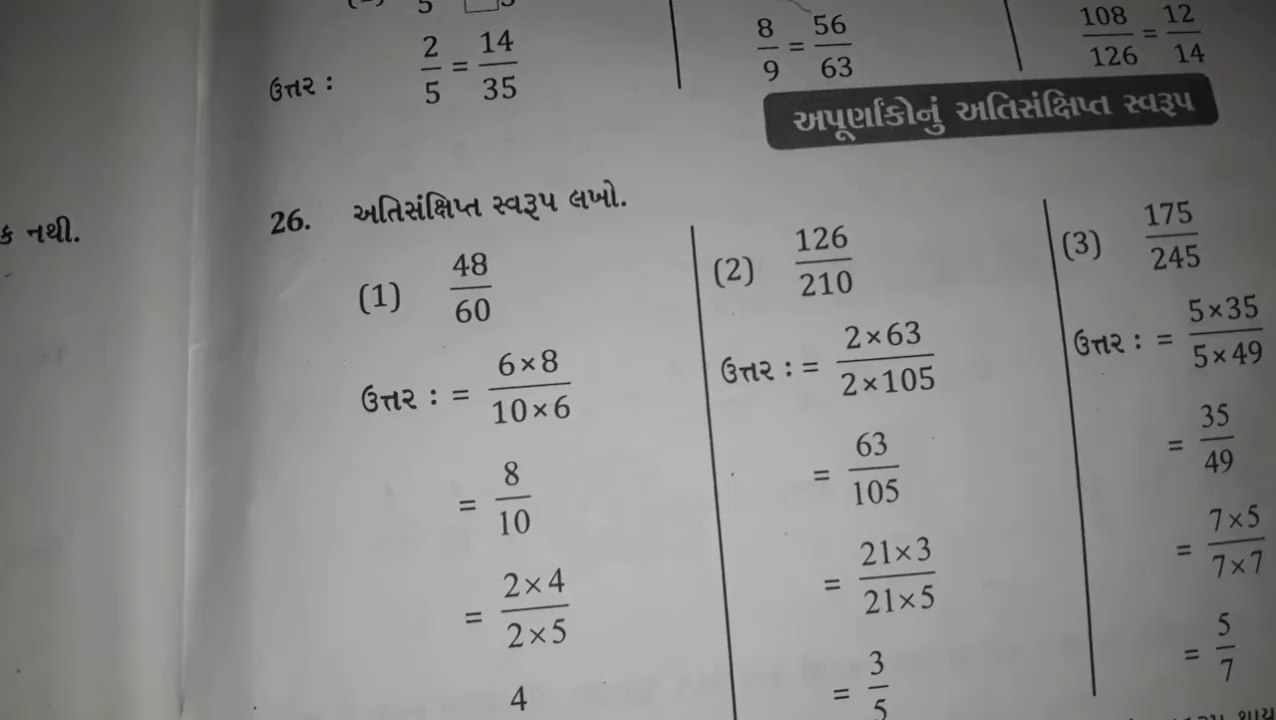 ઉત્તર : 2/5 = 14/35
8/9 = 56/63
108/126 = 12/14
અપૂર્ણાંકોનું અતિસંક્ષિપ્ત સ્વરૂપ
ક નથી.
26. અતિસંક્ષિપ્ત સ્વરૂપ લખો.
(1) 48/60
ઉત્તર : = 6×8/10×6
= 8/10
= 2×4/2×5
4
(2) 126/210
ઉત્તર : = 2×63/2×105
= 63/105
= 21×3/21×5
= 3/5
(3) 175/245
ઉત્તર : = 5×35/5×49
= 35/49
= 7×5/7×7
= 5/7